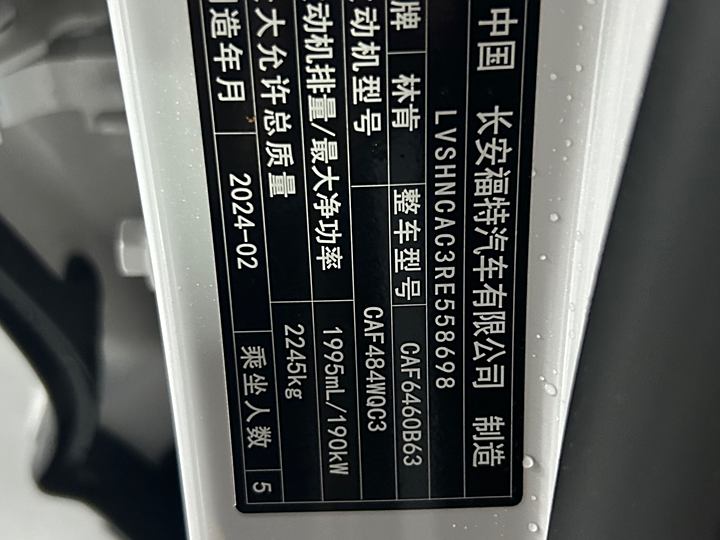 中国 长安福特汽车有限公司 制造
LVSHNCAC3RE558698
牌 林肯 整车型号 CAF6460B63
动机型号 CAF484WQC3
动机排量/最大净功率 1995mL/190kW
大允许总质量 2245kg
造年月 2024-02 乘坐人数 5